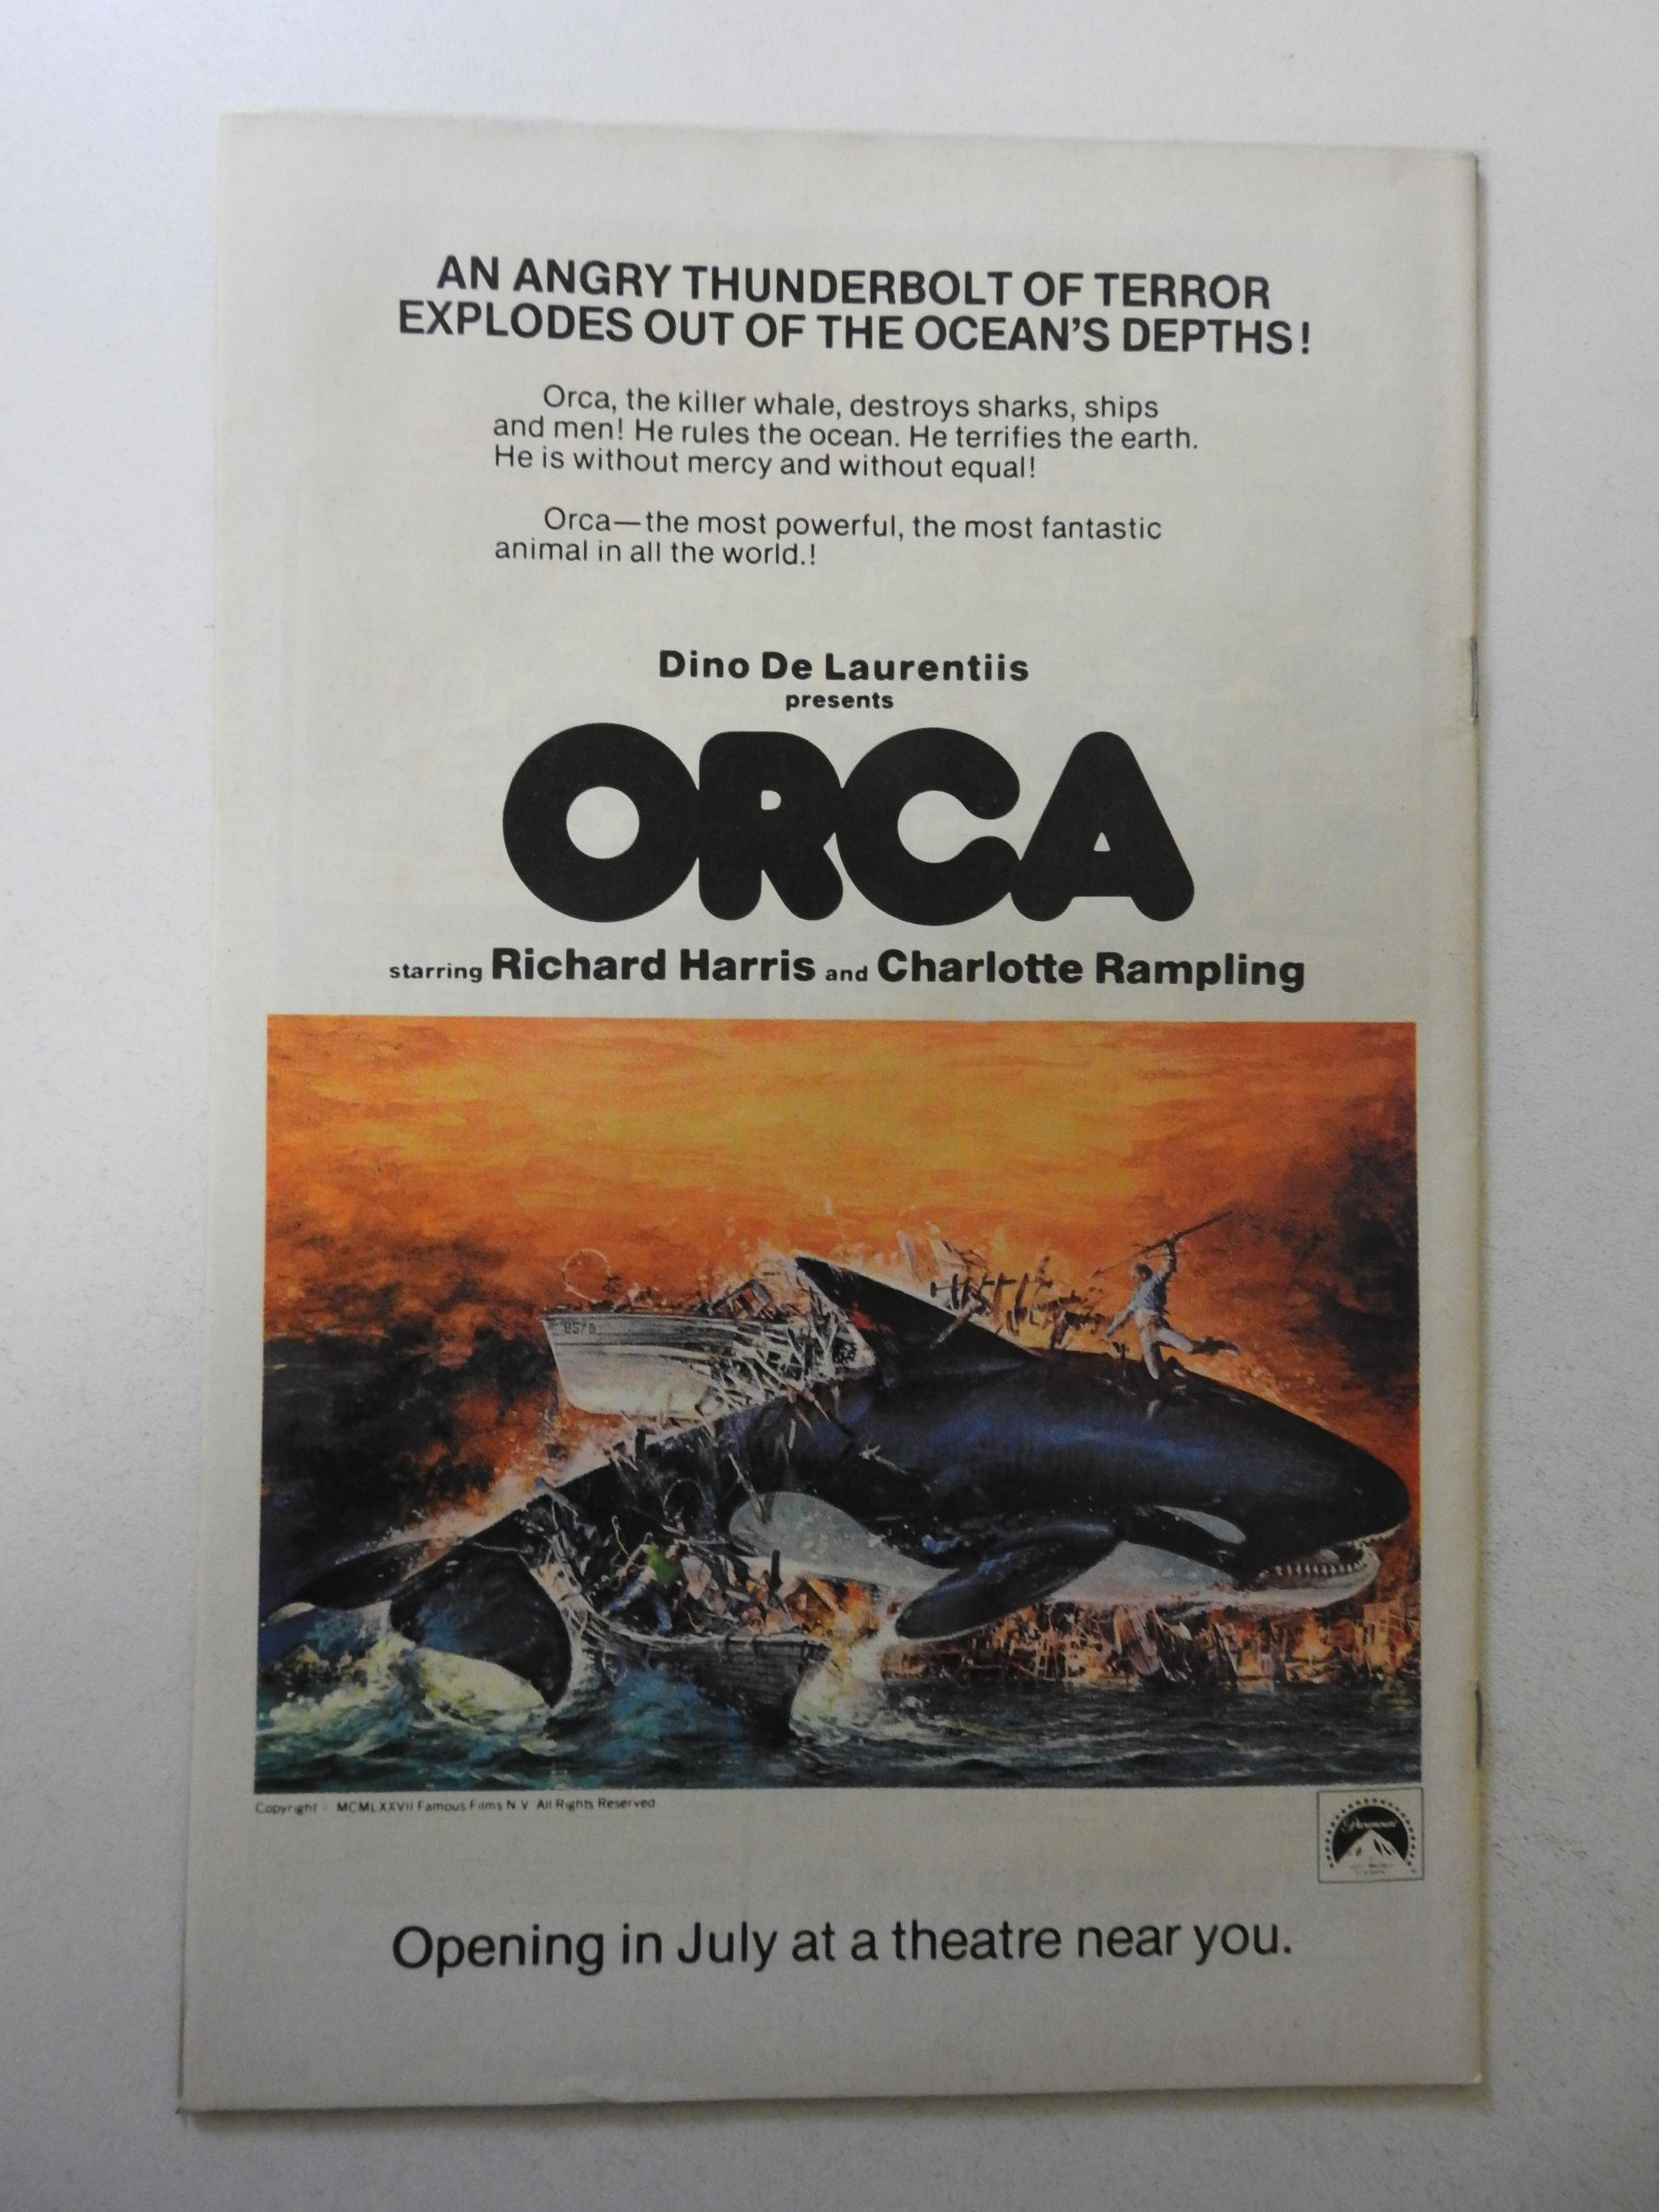 AN ANGRY THUNDERBOLT OF TERROR
EXPLODES OUT OF THE OCEAN'S DEPTHS!
Orca, the killer whale, destroys sharks, ships
and men! He rules the ocean. He terrifies the earth.
He is without mercy and without equal!
Orca—the most powerful, the most fantastic
animal in all the world.!
Dino De Laurentiis
presents
ORCA
starring Richard Harris and Charlotte Rampling
Copyright MCMLXXVII Famous Films N V All Rights Reserved
Paramount
Opening in July at a theatre near you.